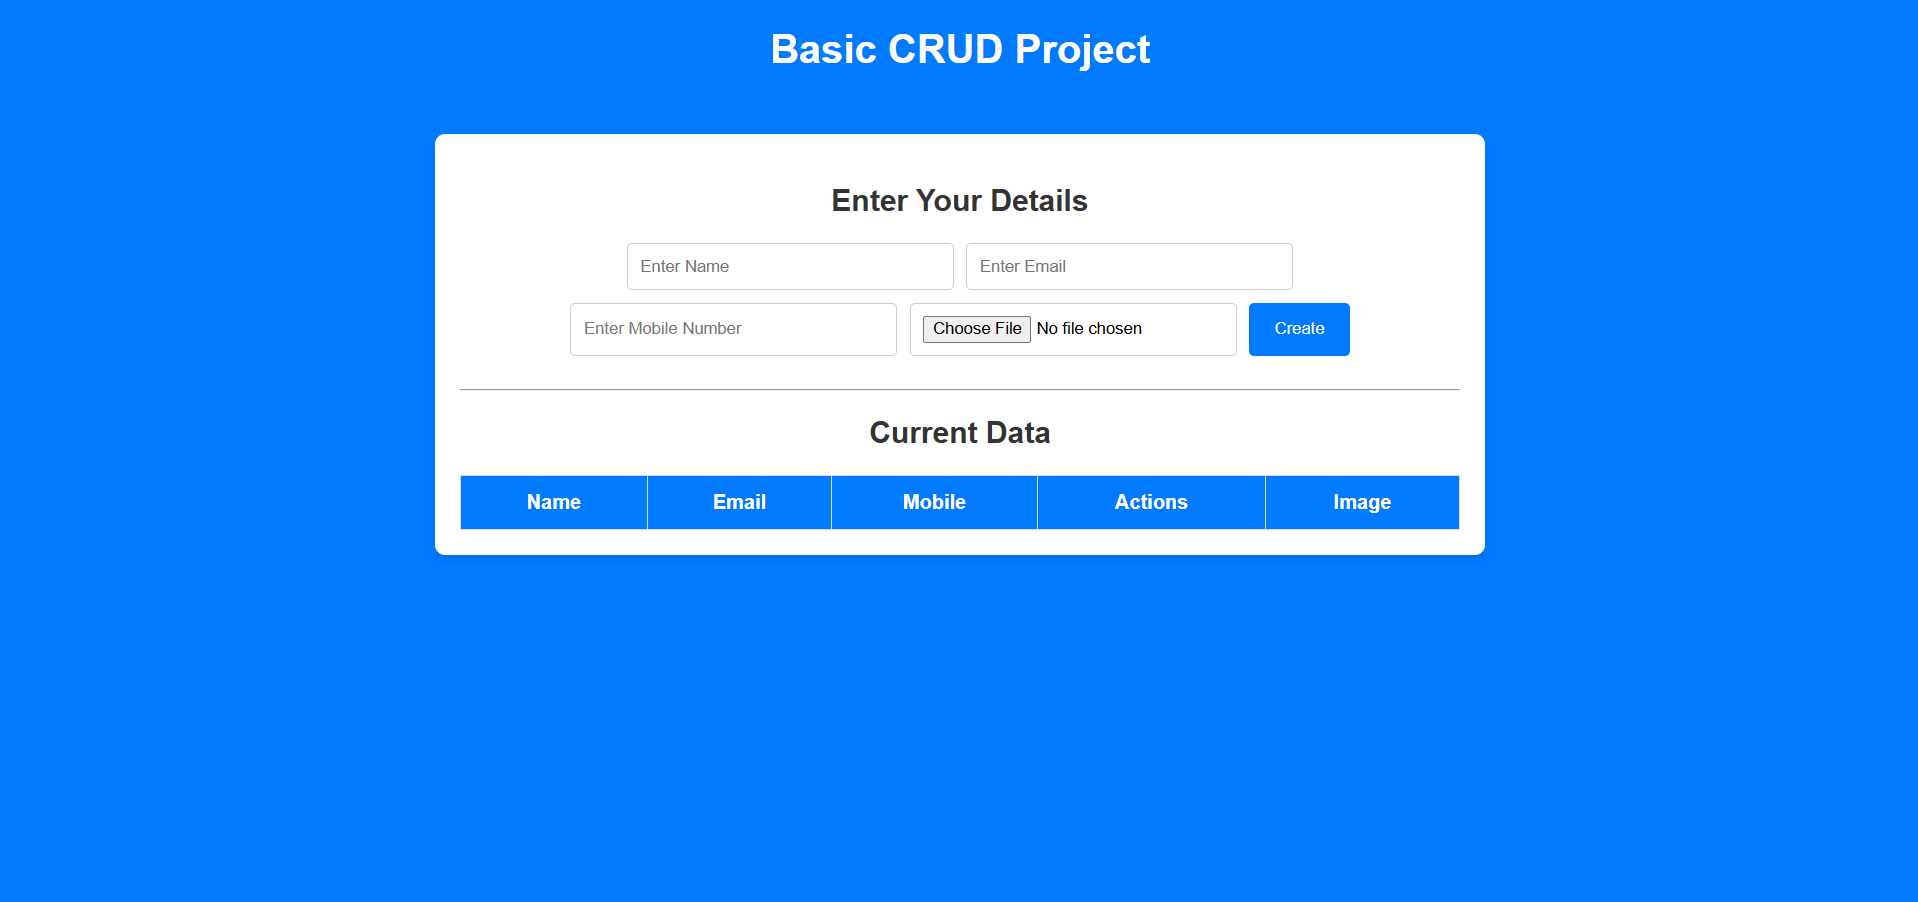 Basic CRUD Project
Enter Your Details
Enter Name Enter Email
Enter Mobile Number Choose File No file chosen Create
Current Data
Name Email Mobile Actions Image